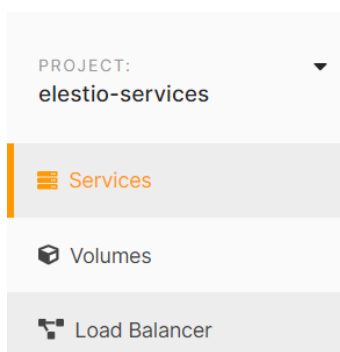 PROJECT:
elestio-services
Services
Volumes
Load Balancer